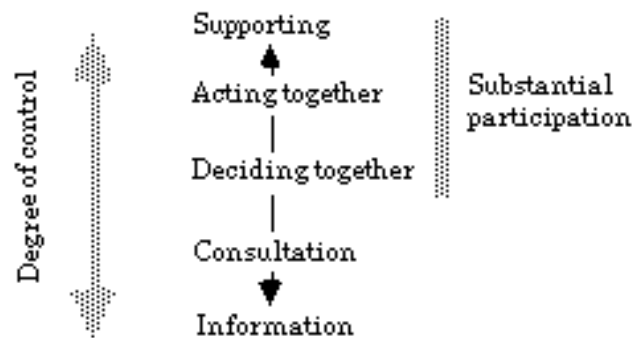 Supporting
Acting together
Deciding together
Consultation
Information
Degree of control
Substantial
participation